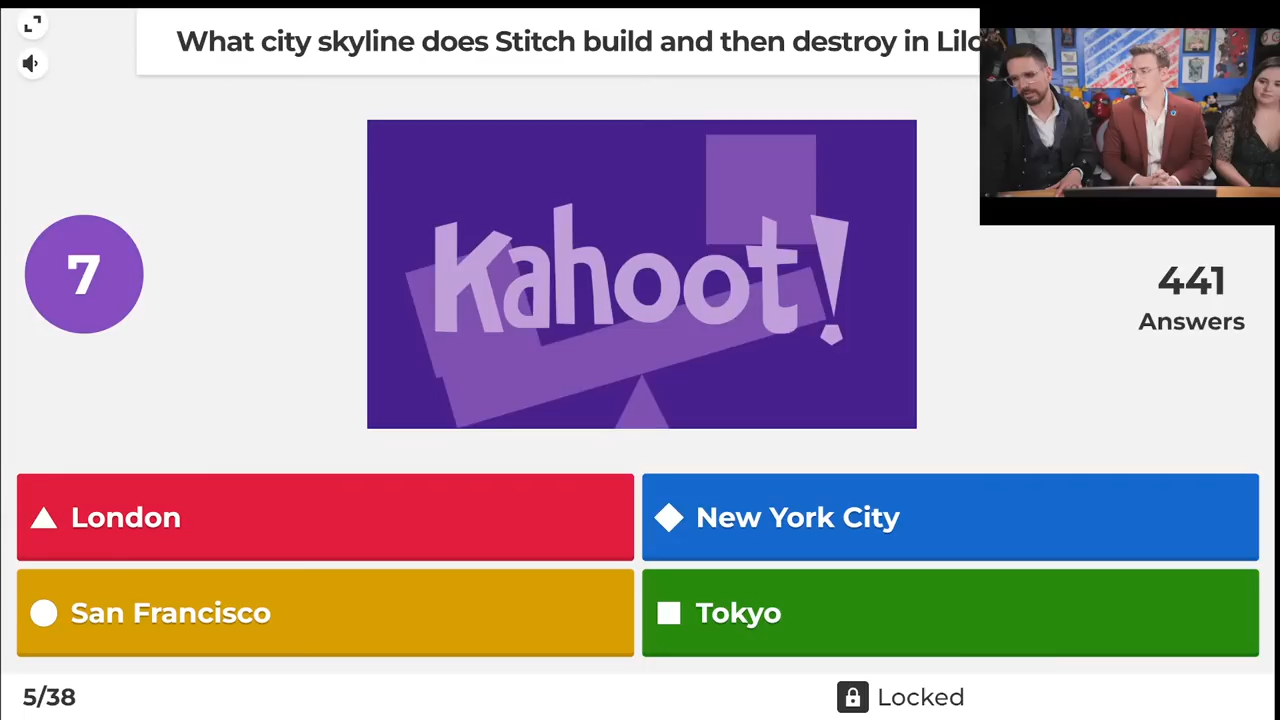 What city skyline does Stitch build and then destroy in
7
Kahoot!
441
Answers
London
New York City
San Francisco
Tokyo
5/38
Locked